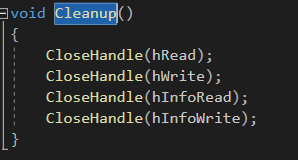 void Cleanup()
{
    CloseHandle(hRead);
    CloseHandle(hWrite);
    CloseHandle(hInfoRead);
    CloseHandle(hInfoWrite);
}